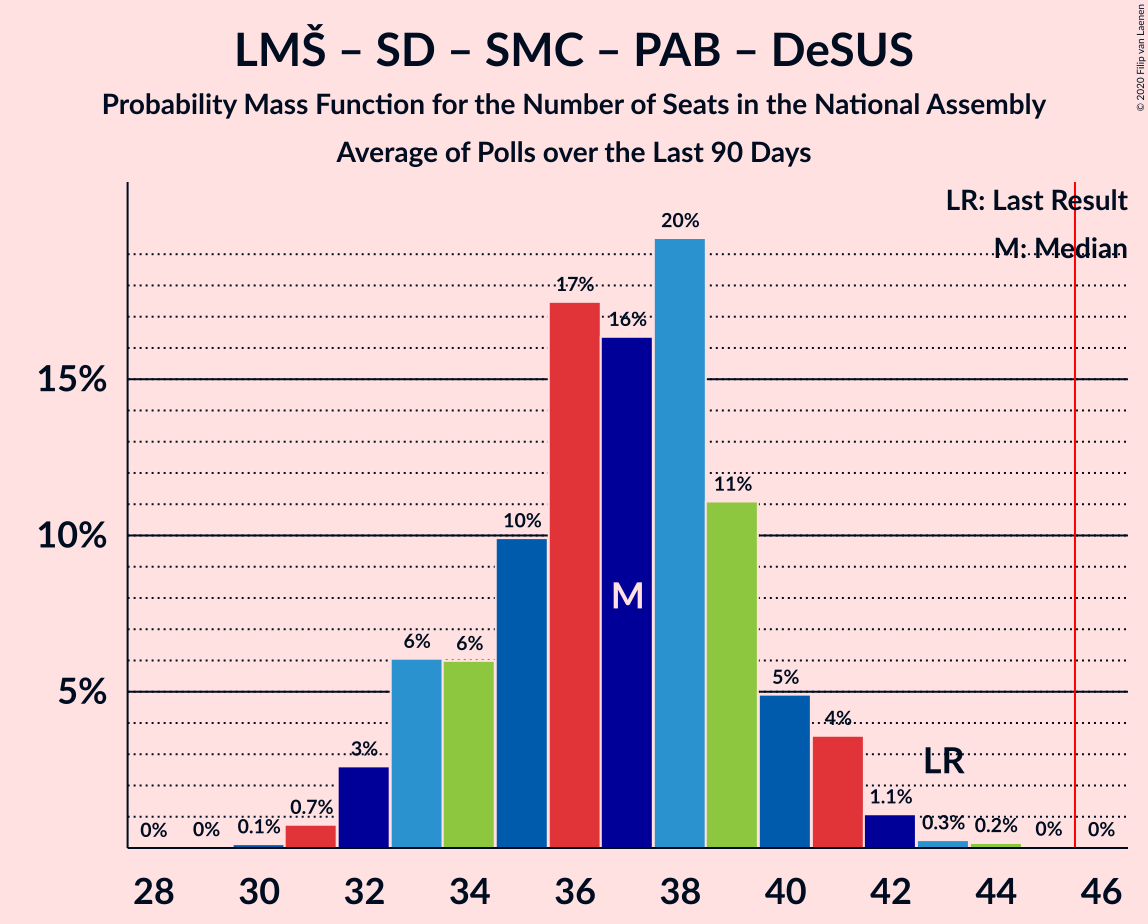 LMŠ – SD – SMC – PAB – DeSUS
Probability Mass Function for the Number of Seats in the National Assembly
Average of Polls over the Last 90 Days
© 2020 Filip van Laenen
LR: Last Result
M: Median
20%
17%
16%
15%
11%
10%
10%
M
6%
6%
5%
5%
4%
3%
LR
1.1%
0.7%
0.3%
0.2%
0.1%
0%
0%
0%
0%
28 30 32 34 36 38 40 42 44 46